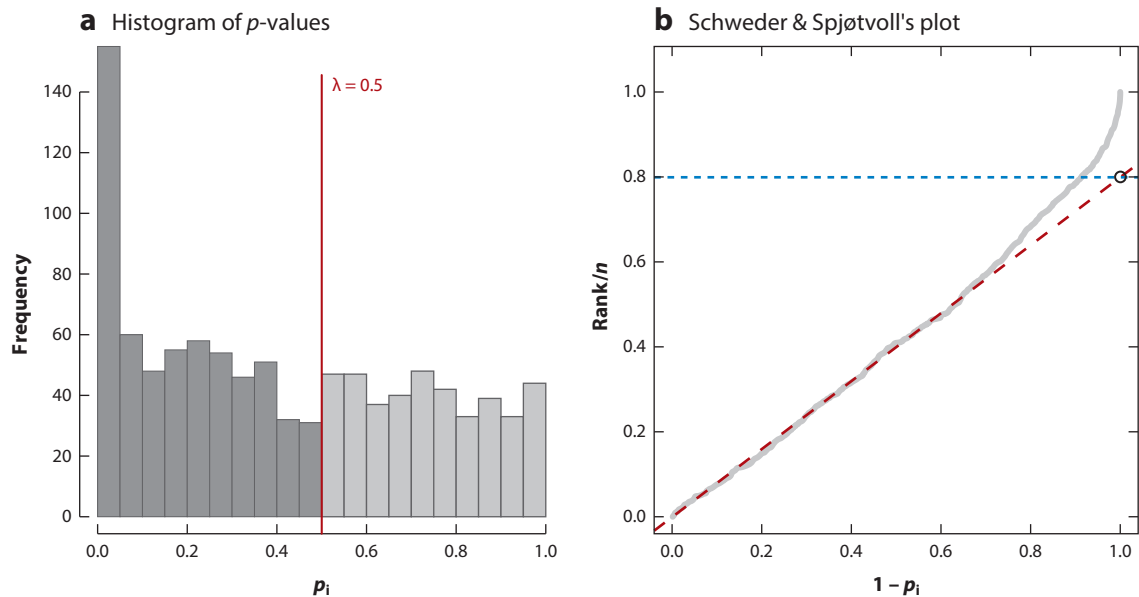 a Histogram of p-values
λ = 0.5
Frequency
140
120
100
80
60
40
20
0
0.0 0.2 0.4 0.6 0.8 1.0
pi
b Schweder & Spjøtvoll's plot
Rank/n
1.0
0.8
0.6
0.4
0.2
0.0
0.0 0.2 0.4 0.6 0.8 1.0
1 – pi